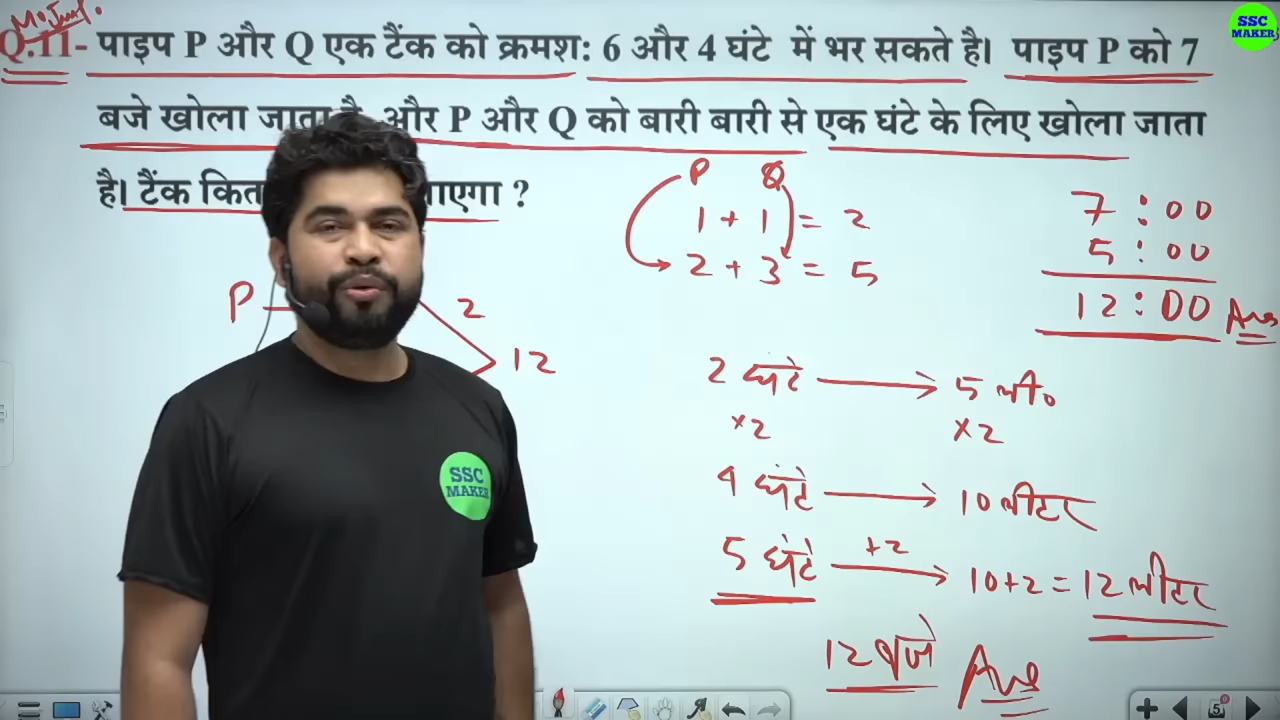 Q.11- पाइप P और Q एक टैंक को क्रमश: 6 और 4 घंटे में भर सकते है। पाइप P को 7
बजे खोला जाता है और P और Q को बारी बारी से एक घंटे के लिए खोला जाता
है। टैंक ?
SSC
MAKER
P Q
1 + 1 = 2
2 + 3 = 5
7 : 00
5 : 00
12 : 00 Ans
P
2
12
2 घंटे → 5 ली०
×2 ×2
4 घंटे → 10 लीटर
5 घंटे +2 → 10+2 = 12 लीटर
12 बजे Ans
SSC
MAKER